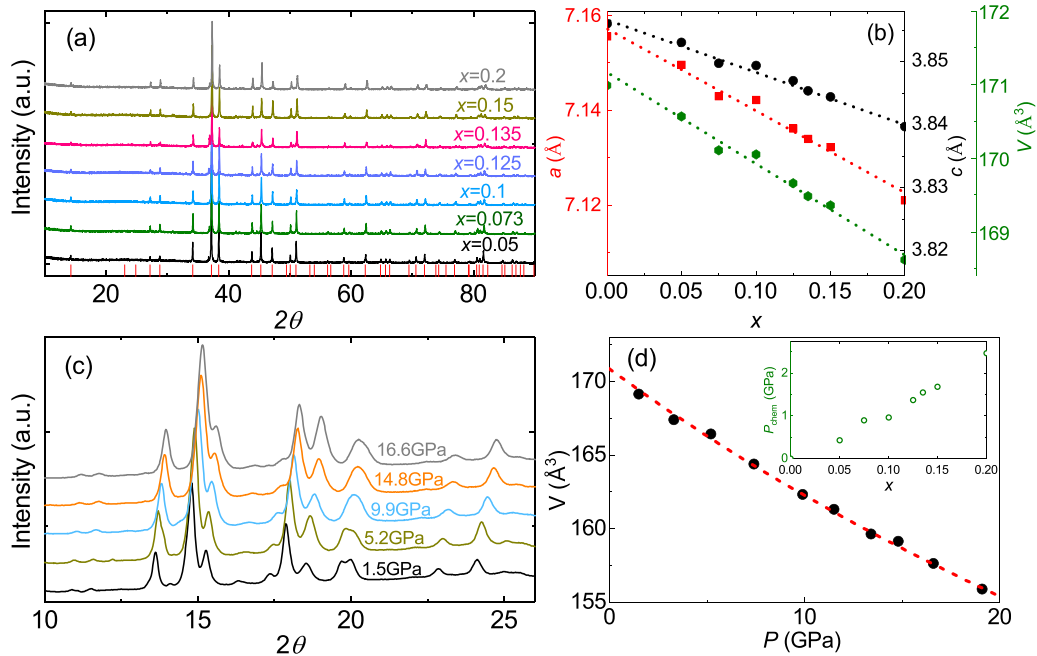 (a)
x=0.2
x=0.15
x=0.135
x=0.125
x=0.1
x=0.073
x=0.05
Intensity (a.u.)
20 40 60 80
2θ
(b)
7.16
7.14
7.12
a (Å)
3.85
3.84
3.83
3.82
c (Å)
172
171
170
169
V (Å³)
0.00 0.05 0.10 0.15 0.20
x
(c)
16.6GPa
14.8GPa
9.9GPa
5.2GPa
1.5GPa
Intensity (a.u.)
10 15 20 25
2θ
(d)
170
165
160
155
V (Å³)
0 10 20
P (GPa)
2
1
0
P_chem (GPa)
0.00 0.05 0.10 0.15 0.20
x